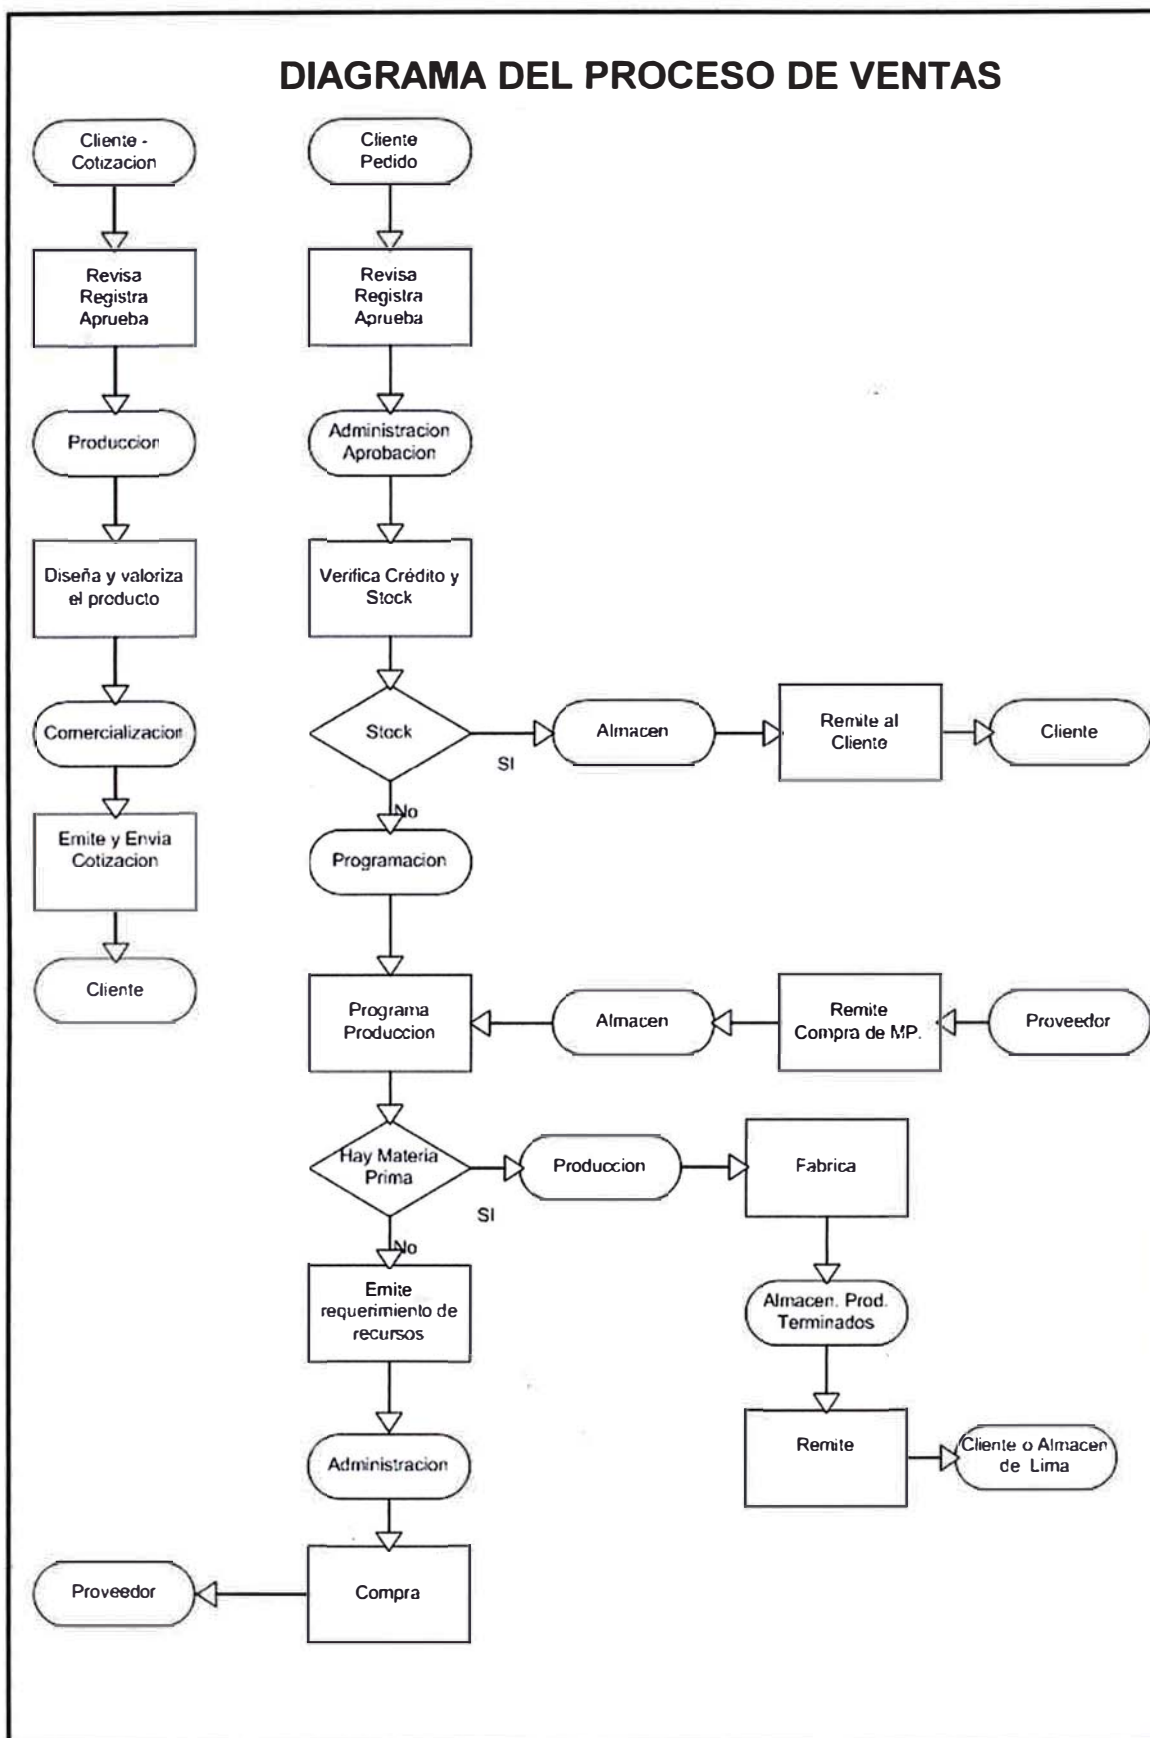 DIAGRAMA DEL PROCESO DE VENTAS
Cliente -
Cotizacion
Revisa
Registra
Aprueba
Produccion
Diseña y valoriza
el producto
Comercializacion
Emite y Envia
Cotizacion
Cliente
Cliente
Pedido
Revisa
Registra
Aprueba
Administracion
Aprobacion
Verifica Crédito y
Stock
Stock
SI
Almacen
Remite al
Cliente
Cliente
No
Programacion
Programa
Produccion
Almacen
Remite
Compra de MP.
Proveedor
Hay Materia
Prima
SI
Produccion
Fabrica
No
Emite
requerimiento de
recursos
Almacen. Prod.
Terminados
Administracion
Remite
Cliente o Almacen
de Lima
Compra
Proveedor